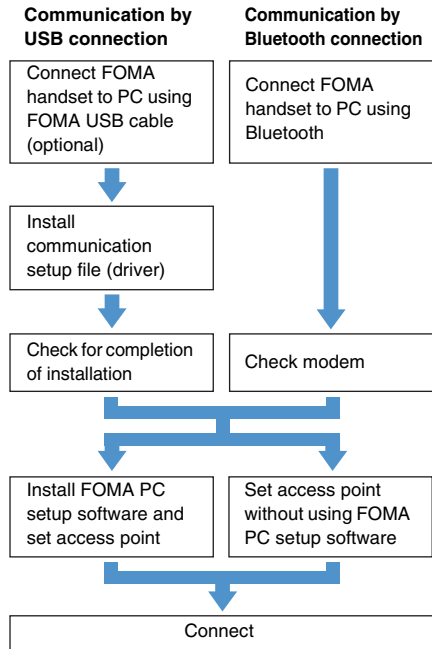 Communication by
USB connection
Communication by
Bluetooth connection
Connect FOMA
handset to PC using
FOMA USB cable
(optional)
Connect FOMA
handset to PC using
Bluetooth
Install
communication
setup file (driver)
Check for completion
of installation
Check modem
Install FOMA PC
setup software and
set access point
Set access point
without using FOMA
PC setup software
Connect